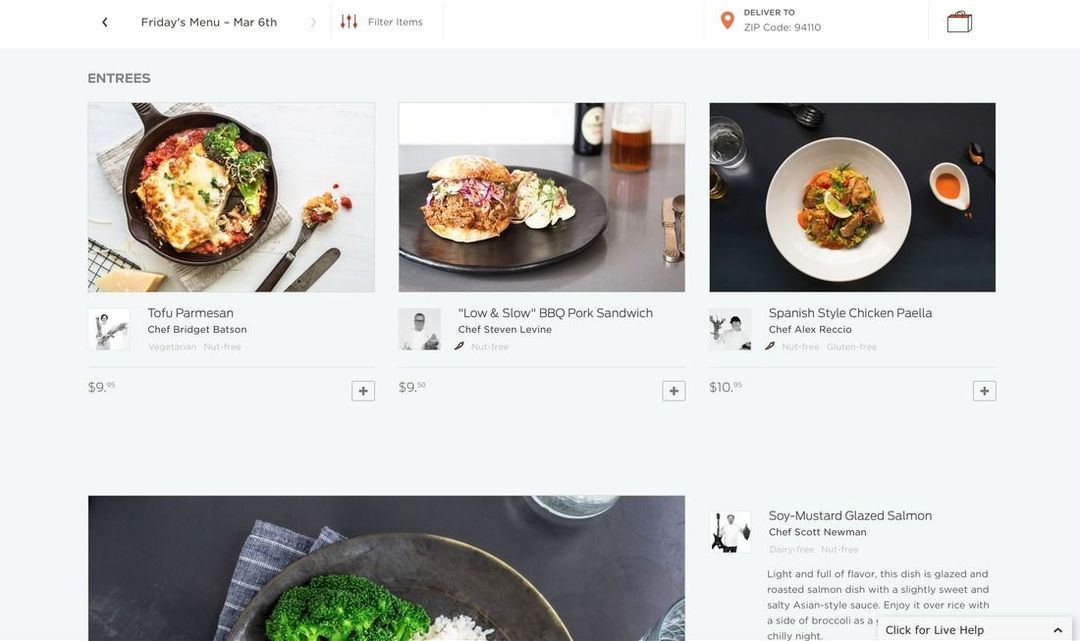 Friday's Menu – Mar 6th
Filter Items
DELIVER TO
ZIP Code: 94110
ENTREES
Tofu Parmesan
Chef Bridget Batson
Vegetarian Nut-free
$9.95
"Low & Slow" BBQ Pork Sandwich
Chef Steven Levine
Nut-free
$9.50
Spanish Style Chicken Paella
Chef Alex Reccio
Nut-free Gluten-free
$10.95
Soy-Mustard Glazed Salmon
Chef Scott Newman
Dairy-free Nut-free
Light and full of flavor, this dish is glazed and
roasted salmon dish with a slightly sweet and
salty Asian-style sauce. Enjoy it over rice with
a side of broccoli as a
chilly night.
Click for Live Help